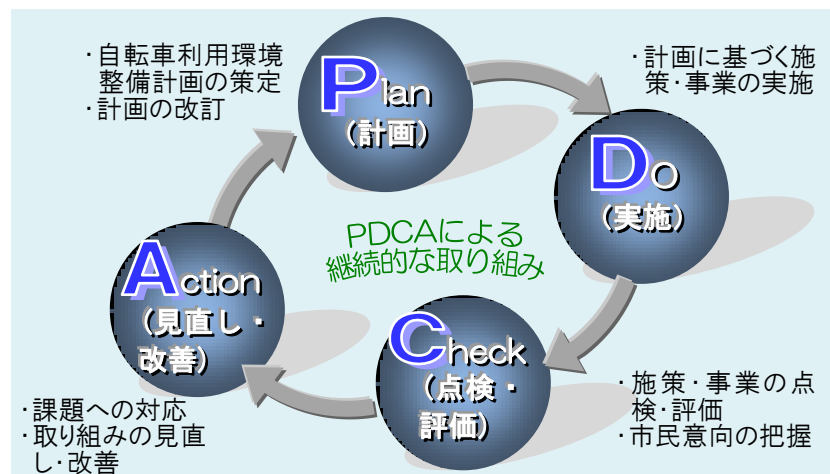 ・自転車利用環境
整備計画の策定
・計画の改訂
Plan
(計画)
・計画に基づく施
策・事業の実施
Do
(実施)
PDCAによる
継続的な取り組み
Action
(見直し・
改善)
Check
(点検・
評価)
・施策・事業の点
検・評価
・市民意向の把握
・課題への対応
・取り組みの見直
し・改善